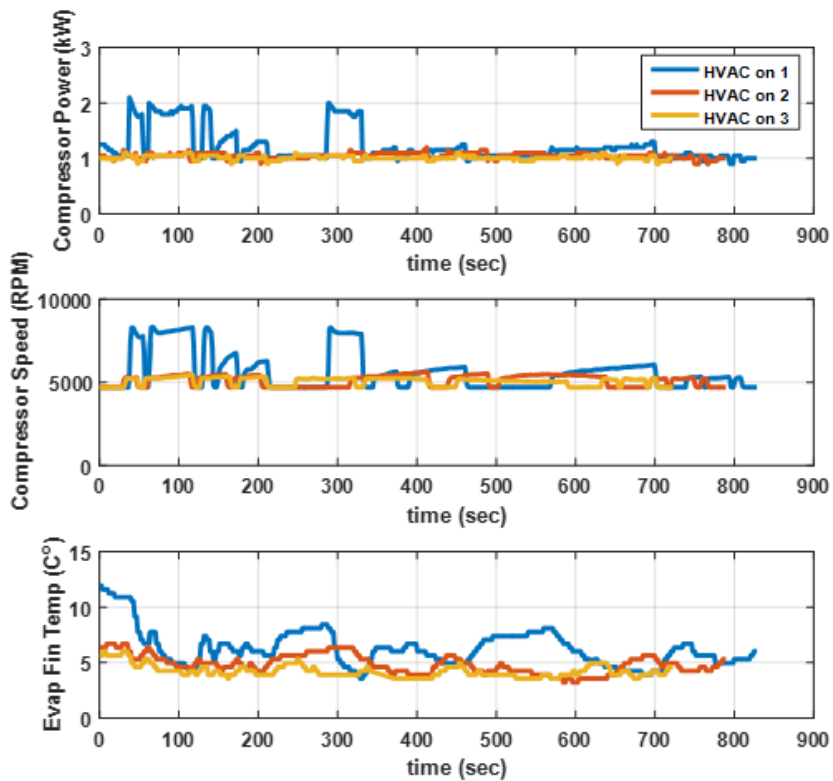 Compressor Power (kW)
3
2
1
0
HVAC on 1
HVAC on 2
HVAC on 3
0 100 200 300 400 500 600 700 800 900
time (sec)
Compressor Speed (RPM)
10000
5000
0
0 100 200 300 400 500 600 700 800 900
time (sec)
Evap Fin Temp (C°)
15
10
5
0
0 100 200 300 400 500 600 700 800 900
time (sec)